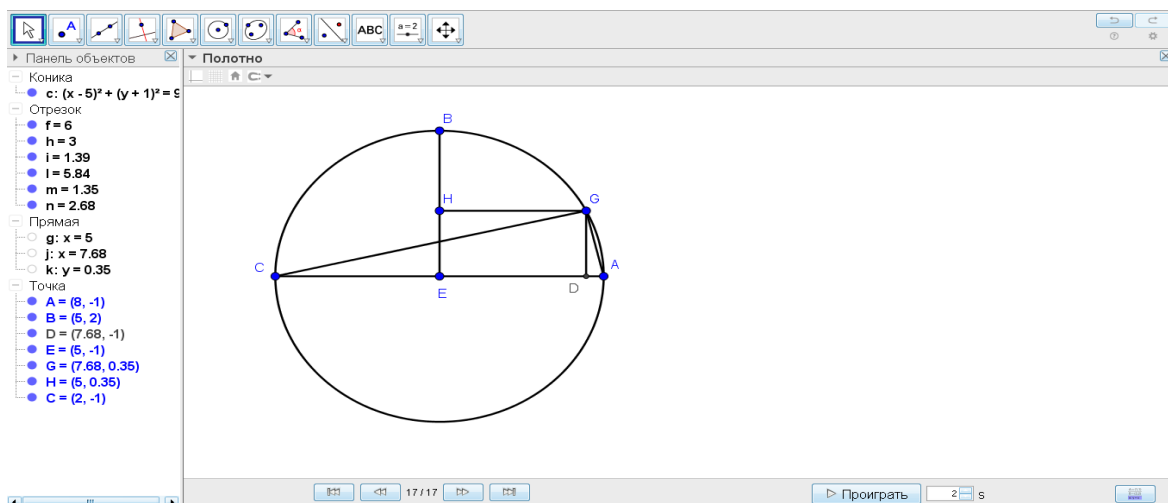 A
ABC
a=2
Панель объектов
Полотно
Коника
c: (x - 5)² + (y + 1)² = 9
Отрезок
f = 6
h = 3
i = 1.39
l = 5.84
m = 1.35
n = 2.68
Прямая
g: x = 5
j: x = 7.68
k: y = 0.35
Точка
A = (8, -1)
B = (5, 2)
D = (7.68, -1)
E = (5, -1)
G = (7.68, 0.35)
H = (5, 0.35)
C = (2, -1)
B
H
G
C
A
E
D
17 / 17
Проиграть
2
s